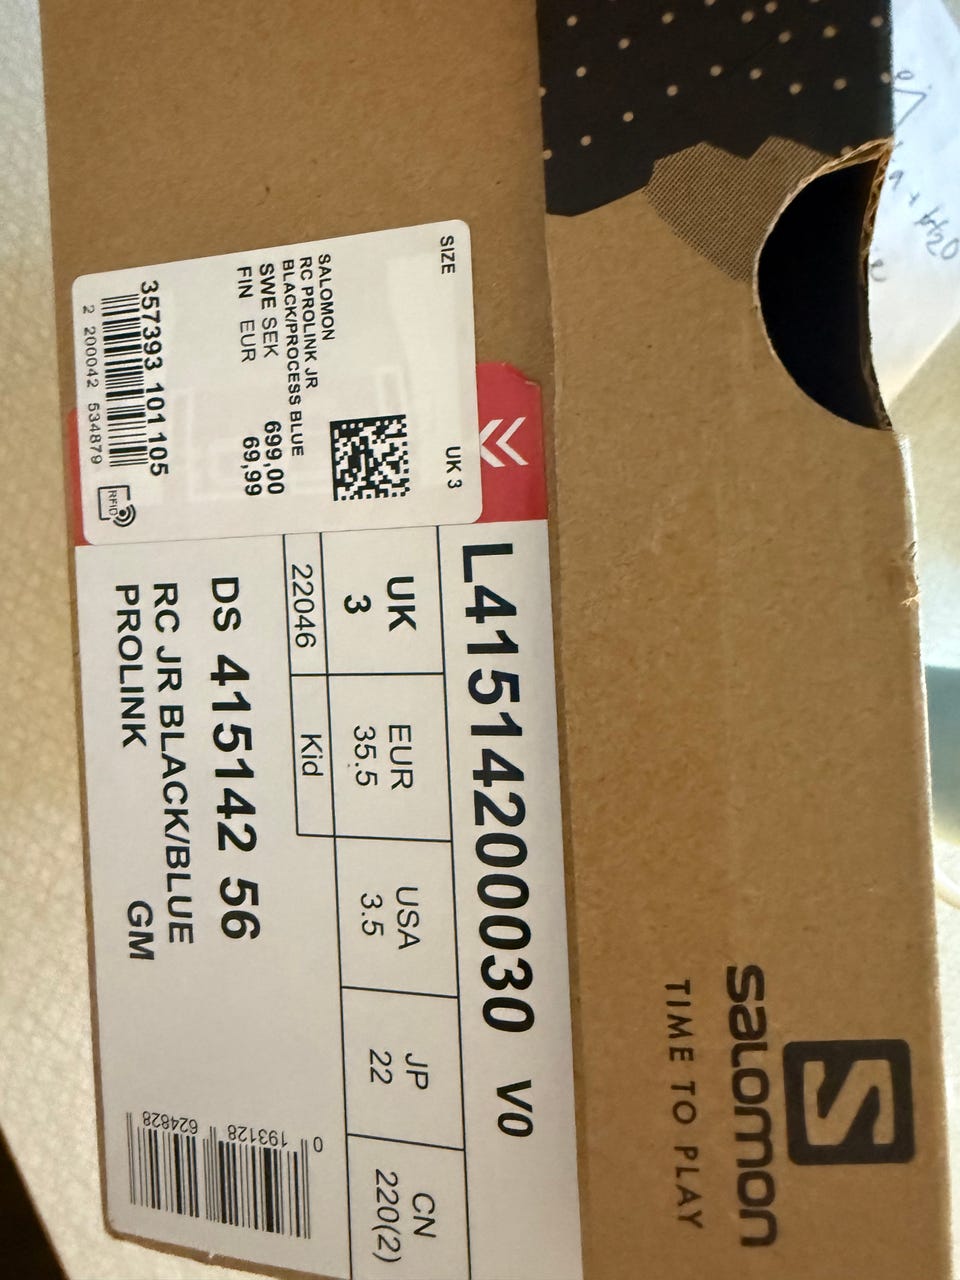 salomon
TIME TO PLAY
SIZE UK 3
SALOMON
RC PROLINK JR
BLACK/PROCESS BLUE
SWE SEK 699,00
FIN EUR 69,99
357393 101 105
2 200042 534879
RFID
L41514200030 V0
UK EUR USA JP CN
3 35.5 3.5 22 220(2)
22046 Kid
DS 415142 56
RC JR BLACK/BLUE
PROLINK GM
0 193128 624828